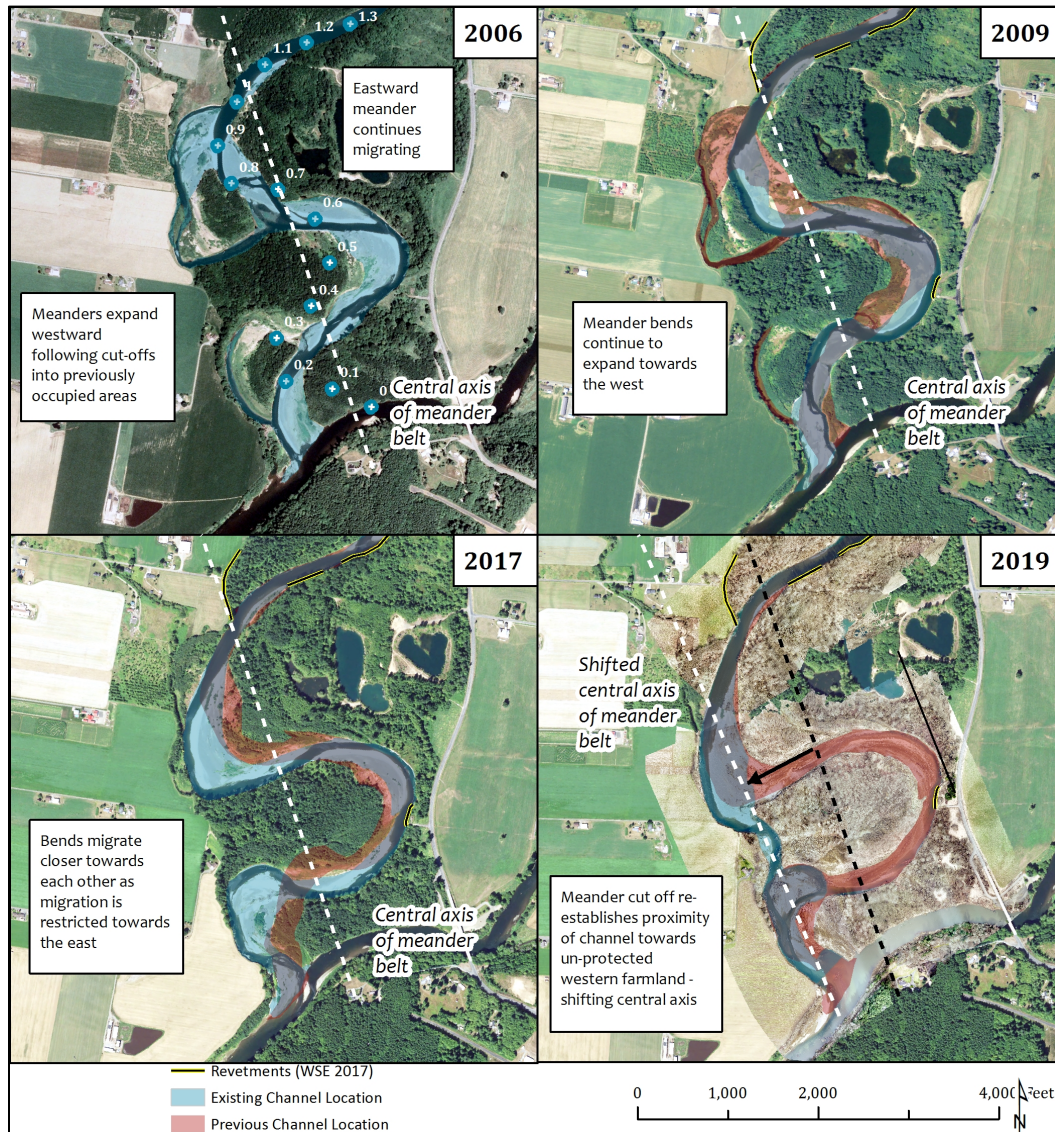 2006
1.3
1.2
1.1
0.9
0.8
0.7
0.6
0.5
0.4
0.3
0.2
0.1
0
Eastward
meander
continues
migrating
Meanders expand
westward
following cut-offs
into previously
occupied areas
Central axis
of meander
belt
2009
Meander bends
continue to
expand towards
the west
Central axis
of meander
belt
2017
Bends migrate
closer towards
each other as
migration is
restricted towards
the east
Central axis
of meander
belt
2019
Shifted
central axis
of meander
belt
Meander cut off re-
establishes proximity
of channel towards
un-protected
western farmland -
shifting central axis
Revetments (WSE 2017)
Existing Channel Location
Previous Channel Location
0 1,000 2,000 4,000 Feet
N